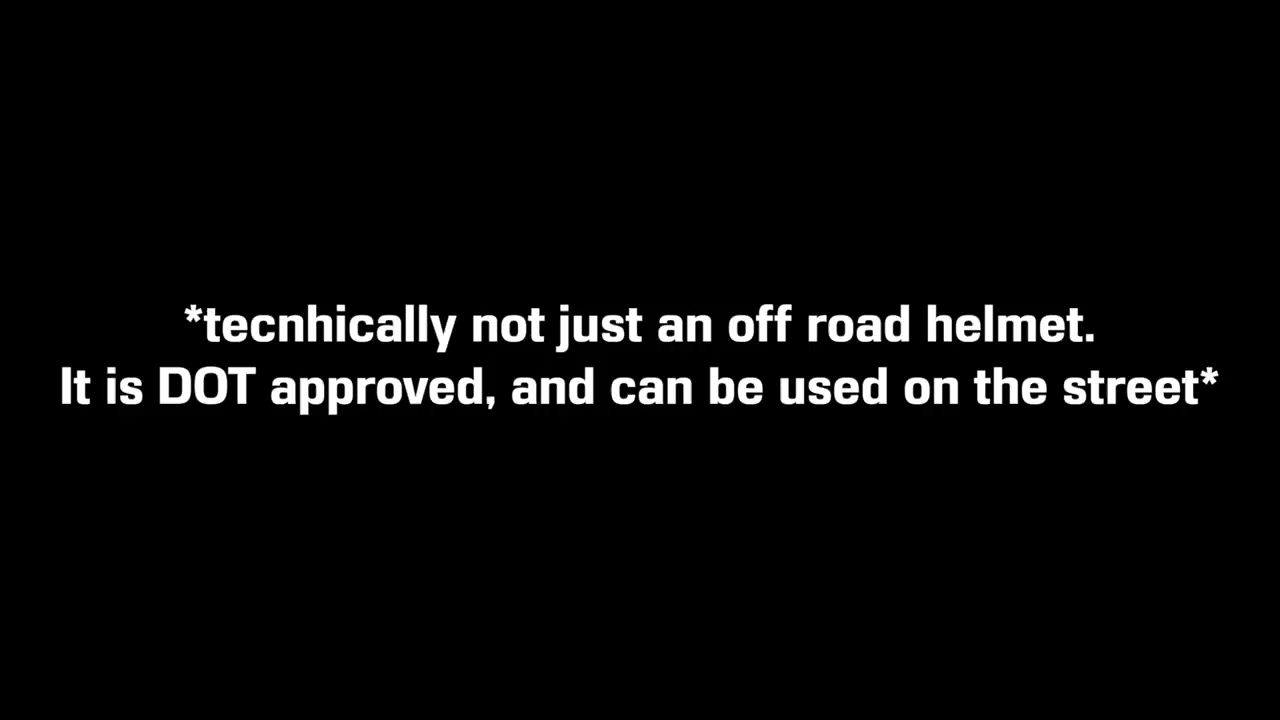 *tecnhically not just an off road helmet.
It is DOT approved, and can be used on the street*